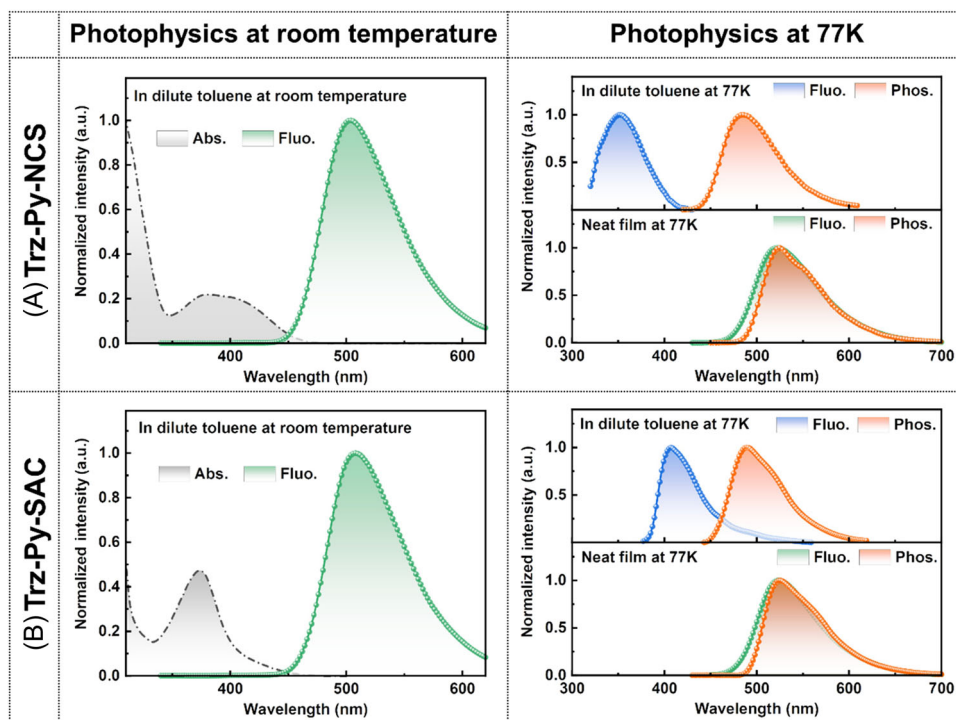 Photophysics at room temperature
Photophysics at 77K
(A) Trz-Py-NCS
In dilute toluene at room temperature
Abs. Fluo.
Normalized intensity (a.u.)
1.0
0.8
0.6
0.4
0.2
0.0
400 500 600
Wavelength (nm)
In dilute toluene at 77K
Fluo. Phos.
Normalized intensity (a.u.)
1.0
0.5
Neat film at 77K
Fluo. Phos.
1.0
0.5
0.0
300 400 500 600 700
Wavelength (nm)
(B) Trz-Py-SAC
In dilute toluene at room temperature
Abs. Fluo.
Normalized intensity (a.u.)
1.0
0.8
0.6
0.4
0.2
0.0
400 500 600
Wavelength (nm)
In dilute toluene at 77K
Fluo. Phos.
Normalized intensity (a.u.)
1.0
0.5
Neat film at 77K
Fluo. Phos.
1.0
0.5
0.0
300 400 500 600 700
Wavelength (nm)